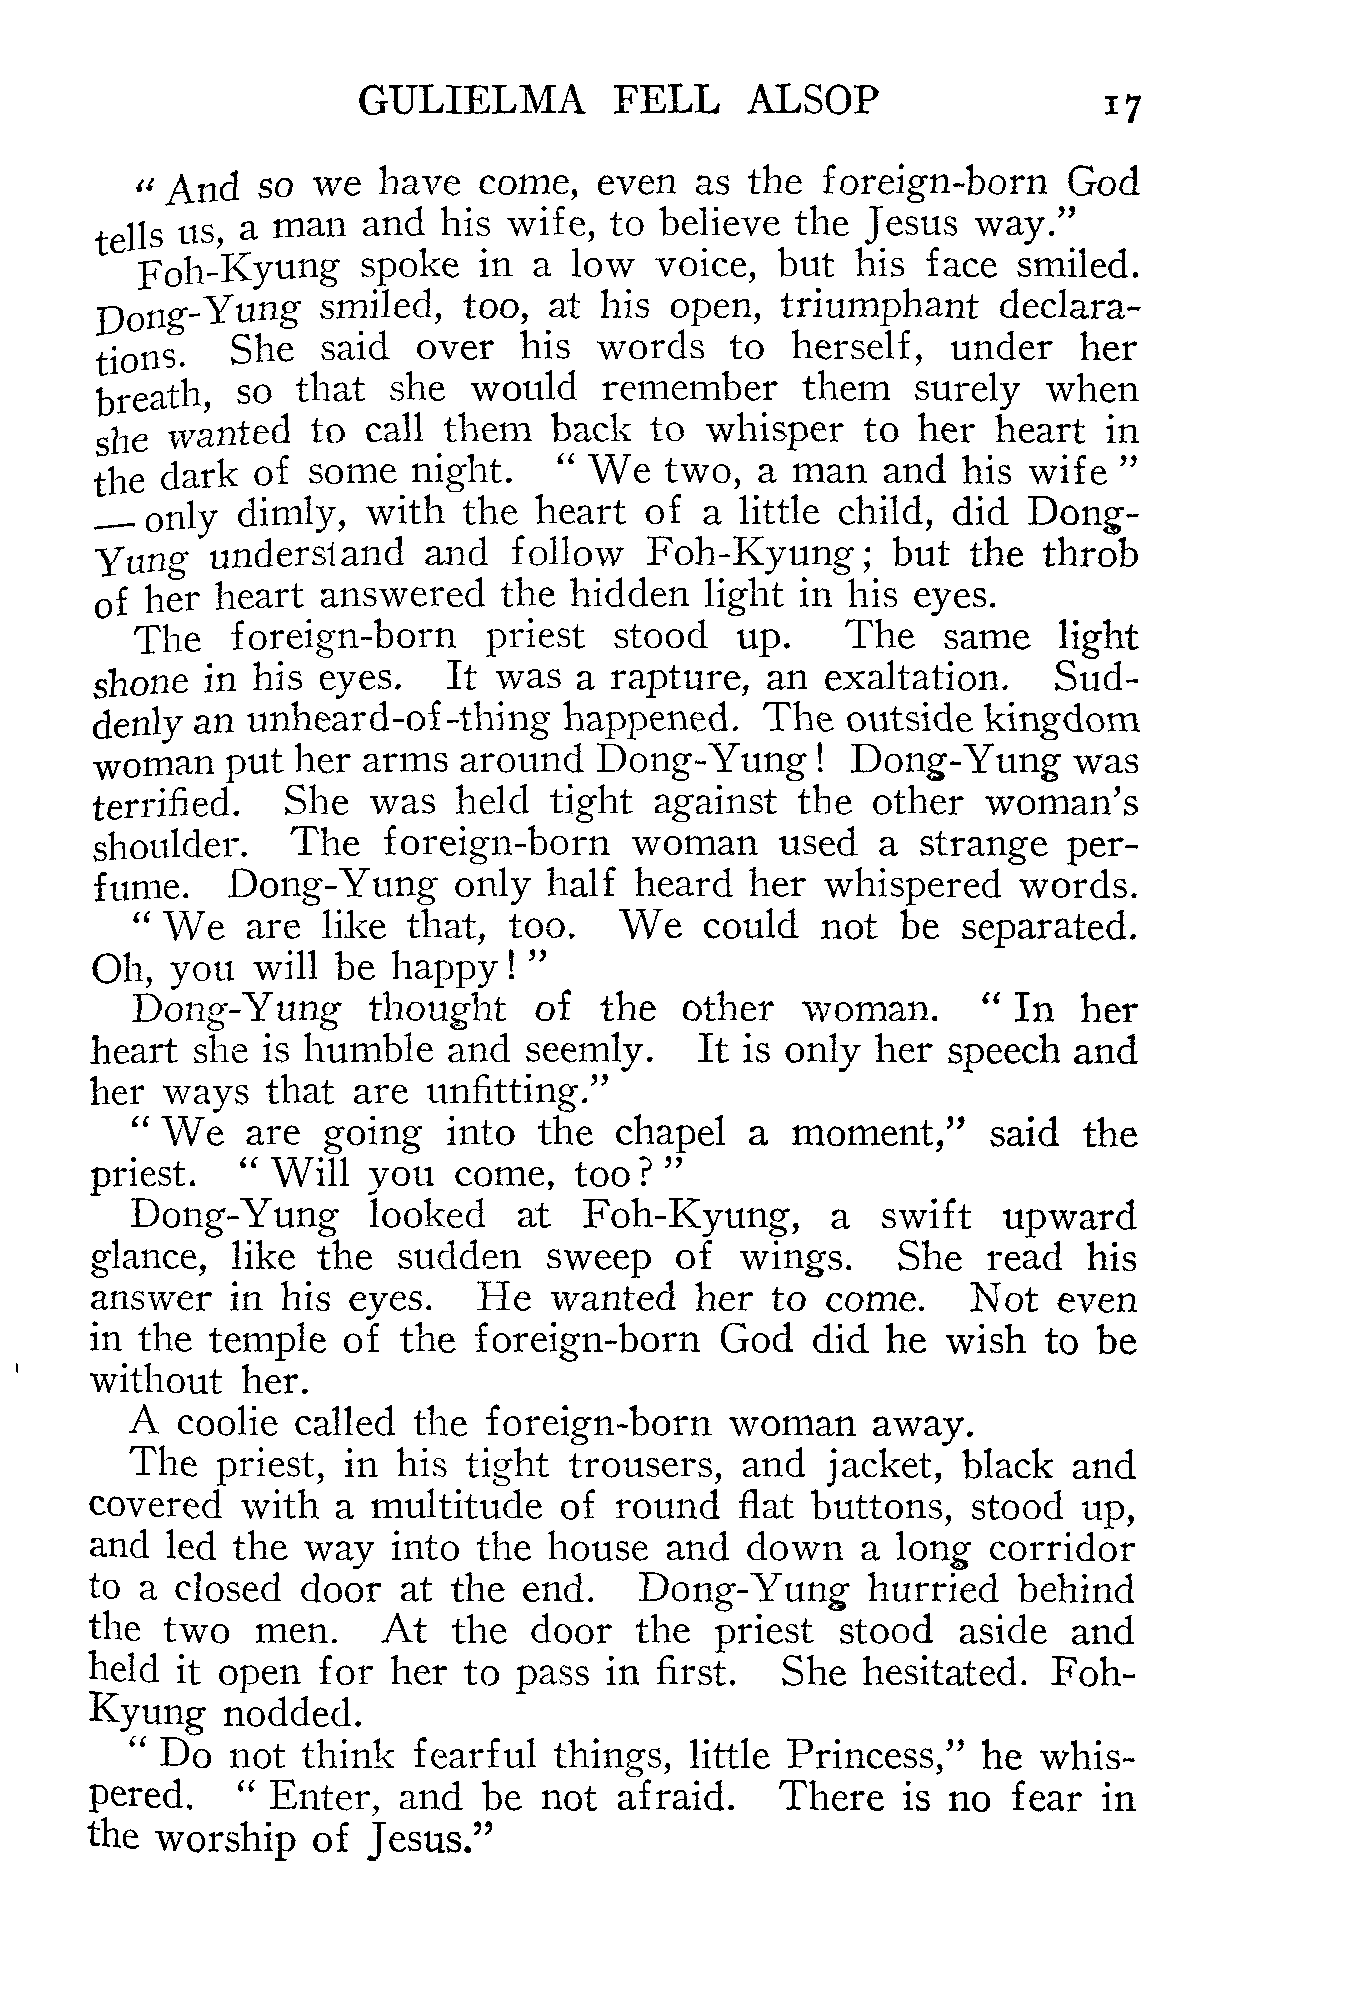 GULIELMA FELL ALSOP 17
“ And so we have come, even as the foreign-born God
tells us, a man and his wife, to believe the Jesus way.”
Foh-Kyung spoke in a low voice, but his face smiled.
Dong-Yung smiled, too, at his open, triumphant declara-
tions. She said over his words to herself, under her
breath, so that she would remember them surely when
she wanted to call them back to whisper to her heart in
the dark of some night. “ We two, a man and his wife ”
— only dimly, with the heart of a little child, did Dong-
Yung understand and follow Foh-Kyung; but the throb
of her heart answered the hidden light in his eyes.
The foreign-born priest stood up. The same light
shone in his eyes. It was a rapture, an exaltation. Sud-
denly an unheard-of-thing happened. The outside kingdom
woman put her arms around Dong-Yung! Dong-Yung was
terrified. She was held tight against the other woman’s
shoulder. The foreign-born woman used a strange per-
fume. Dong-Yung only half heard her whispered words.
“ We are like that, too. We could not be separated.
Oh, you will be happy! ”
Dong-Yung thought of the other woman. “ In her
heart she is humble and seemly. It is only her speech and
her ways that are unfitting.”
“ We are going into the chapel a moment,” said the
priest. “ Will you come, too? ”
Dong-Yung looked at Foh-Kyung, a swift upward
glance, like the sudden sweep of wings. She read his
answer in his eyes. He wanted her to come. Not even
in the temple of the foreign-born God did he wish to be
without her.
A coolie called the foreign-born woman away.
The priest, in his tight trousers, and jacket, black and
covered with a multitude of round flat buttons, stood up,
and led the way into the house and down a long corridor
to a closed door at the end. Dong-Yung hurried behind
the two men. At the door the priest stood aside and
held it open for her to pass in first. She hesitated. Foh-
Kyung nodded.
“ Do not think fearful things, little Princess,” he whis-
pered. “ Enter, and be not afraid. There is no fear in
the worship of Jesus.”